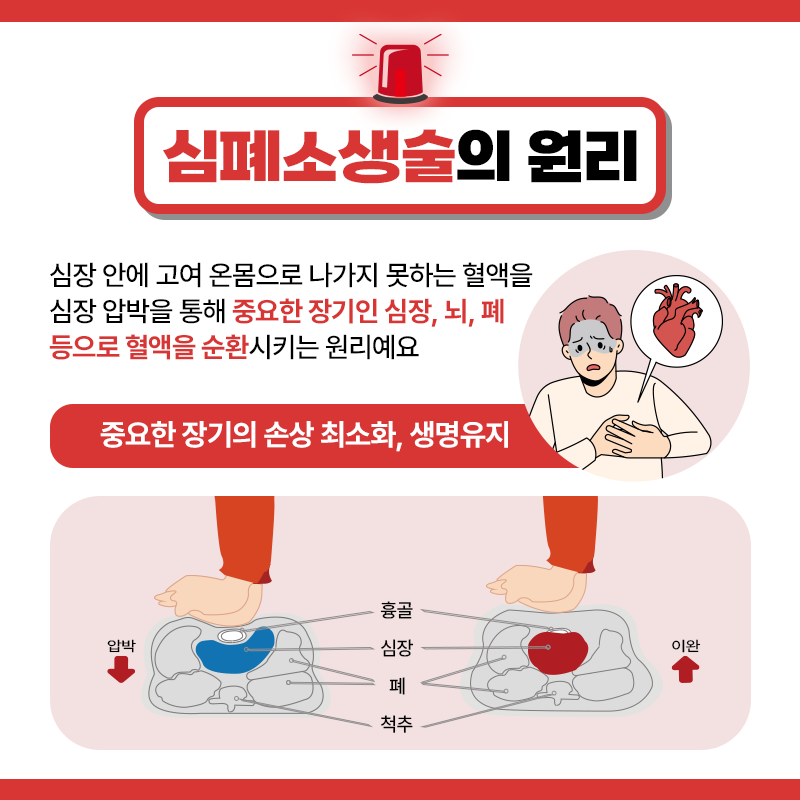 심폐소생술의 원리
심장 안에 고여 온몸으로 나가지 못하는 혈액을
심장 압박을 통해 중요한 장기인 심장, 뇌, 폐
등으로 혈액을 순환시키는 원리예요
중요한 장기의 손상 최소화, 생명유지
압박
흉골
심장
폐
척추
이완